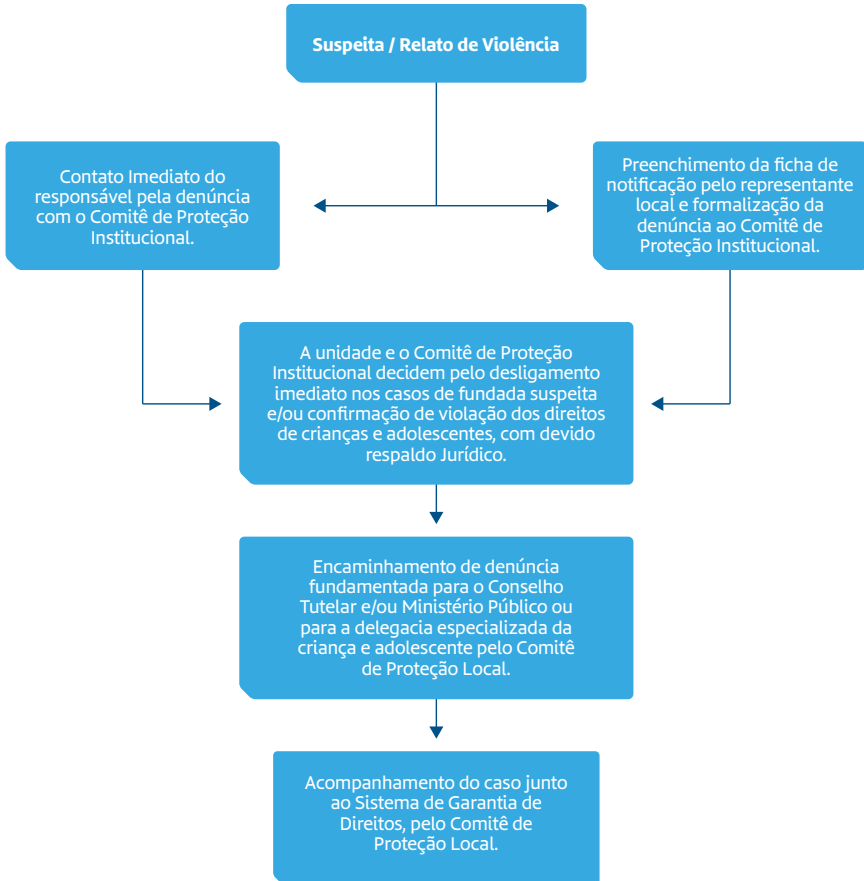 Suspeita / Relato de Violência
Contato Imediato do
responsável pela denúncia
com o Comitê de Proteção
Institucional.
Preenchimento da ficha de
notificação pelo representante
local e formalização da
denúncia ao Comitê de
Proteção Institucional.
A unidade e o Comitê de Proteção
Institucional decidem pelo desligamento
imediato nos casos de fundada suspeita
e/ou confirmação de violação dos direitos
de crianças e adolescentes, com devido
respaldo Jurídico.
Encaminhamento de denúncia
fundamentada para o Conselho
Tutelar e/ou Ministério Público ou
para a delegacia especializada da
criança e adolescente pelo Comitê
de Proteção Local.
Acompanhamento do caso junto
ao Sistema de Garantia de
Direitos, pelo Comitê de
Proteção Local.